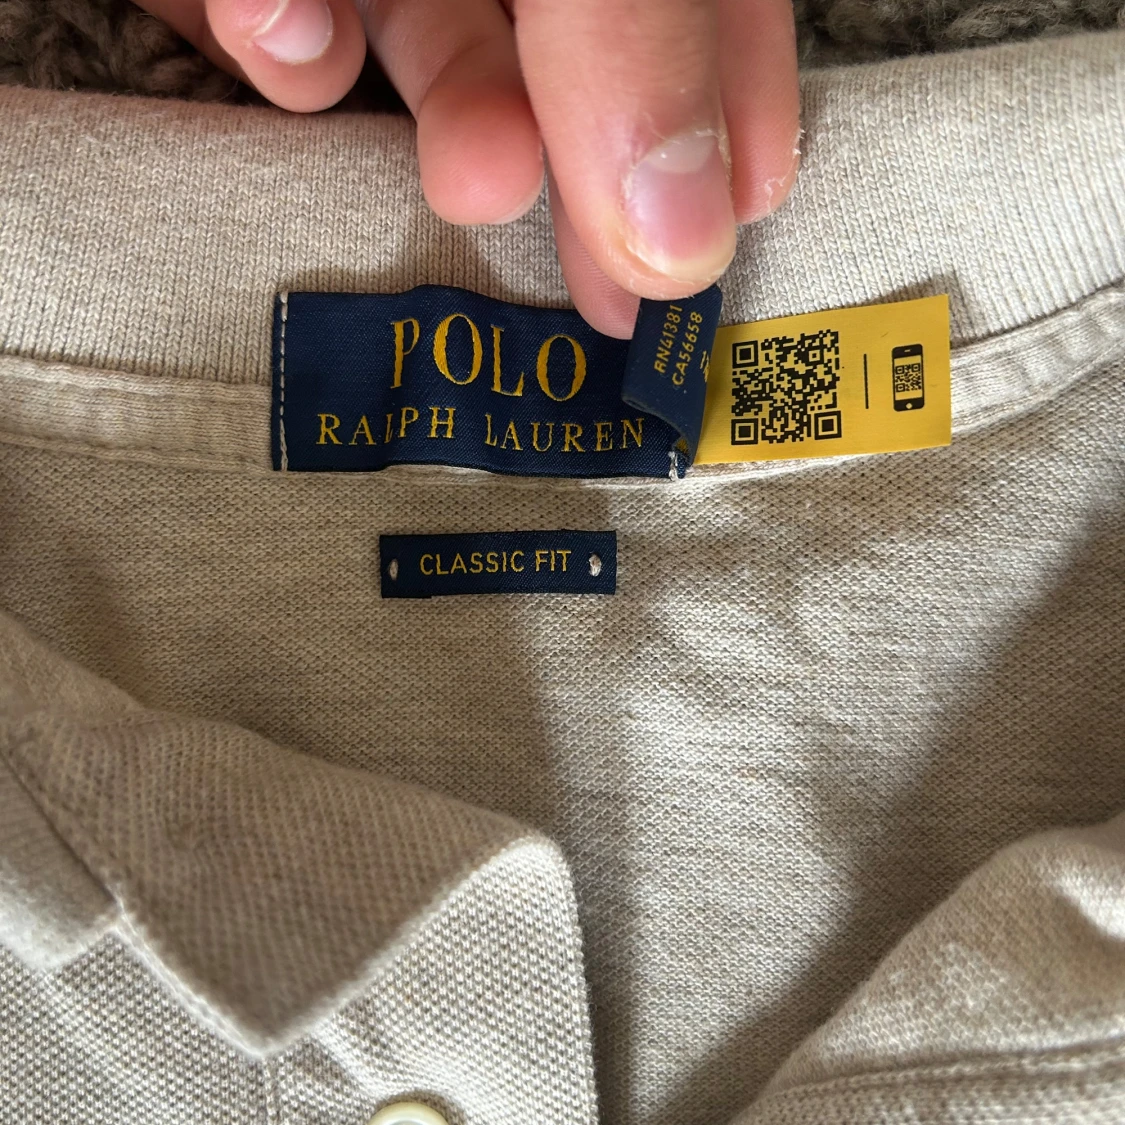 POLO
RALPH LAUREN
RN41381
CA56658
CLASSIC FIT